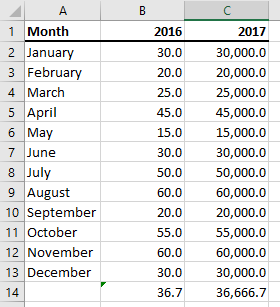 A B C
1 Month 2016 2017
2 January 30.0 30,000.0
3 February 20.0 20,000.0
4 March 25.0 25,000.0
5 April 45.0 45,000.0
6 May 15.0 15,000.0
7 June 30.0 30,000.0
8 July 50.0 50,000.0
9 August 60.0 60,000.0
10 September 20.0 20,000.0
11 October 55.0 55,000.0
12 November 60.0 60,000.0
13 December 30.0 30,000.0
14 36.7 36,666.7